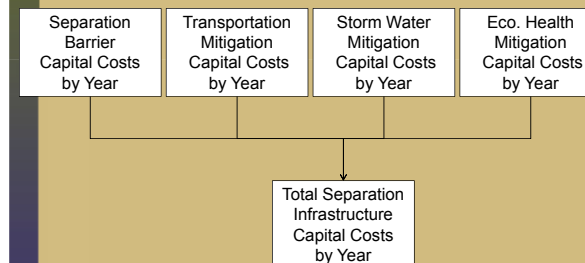 Separation
Barrier
Capital Costs
by Year
Transportation
Mitigation
Capital Costs
by Year
Storm Water
Mitigation
Capital Costs
by Year
Eco. Health
Mitigation
Capital Costs
by Year
Total Separation
Infrastructure
Capital Costs
by Year